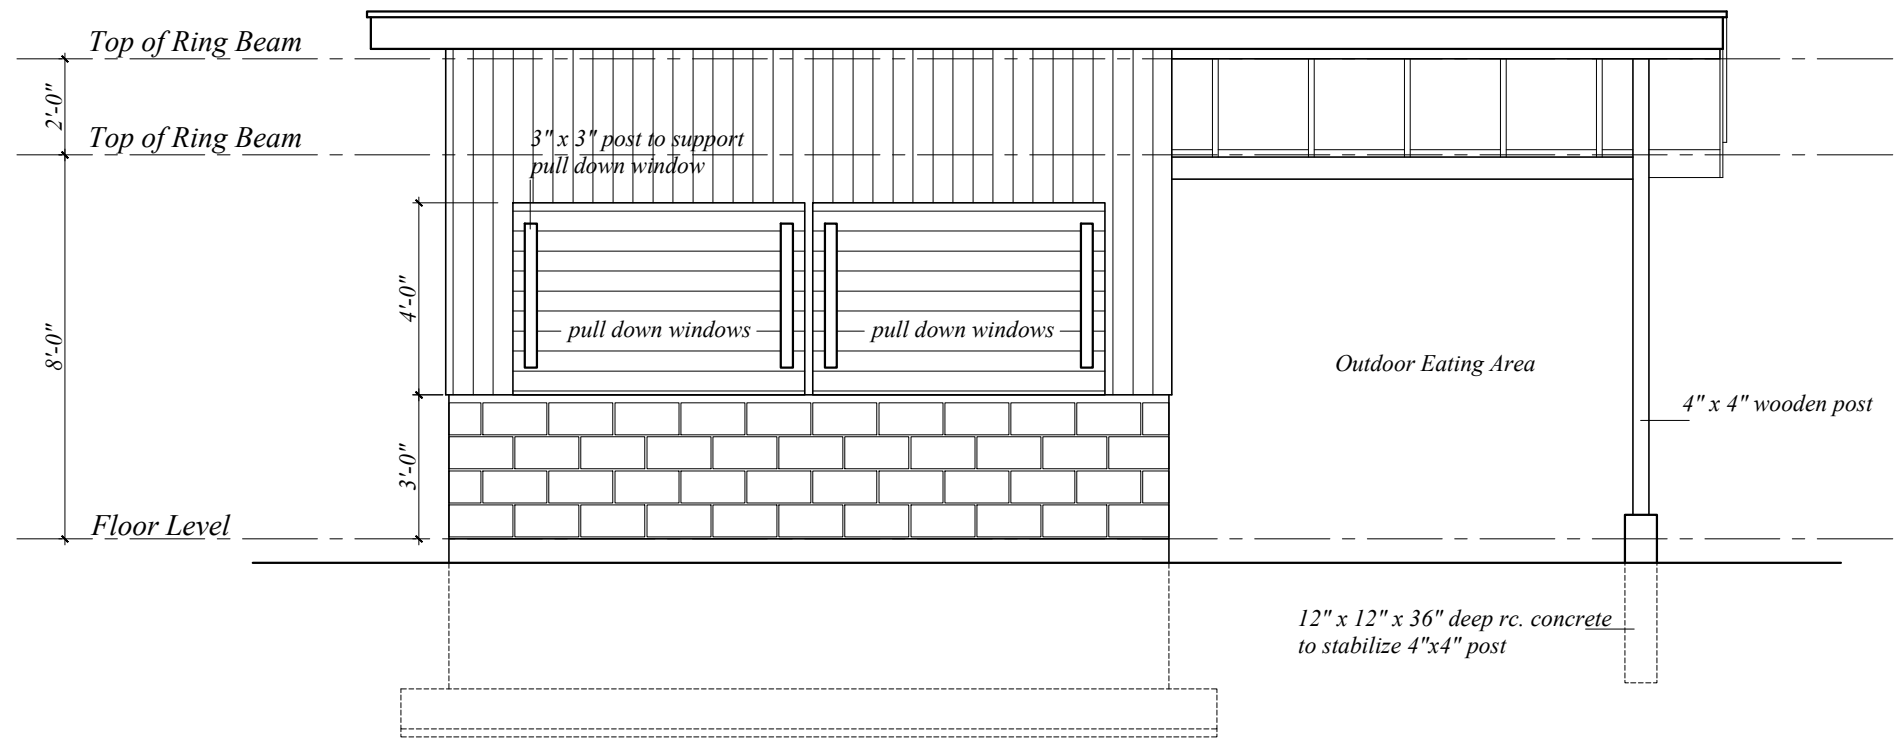 Top of Ring Beam
2'-0"
Top of Ring Beam
3" x 3" post to support
pull down window
4'-0"
8'-0"
pull down windows
pull down windows
Outdoor Eating Area
4" x 4" wooden post
3'-0"
Floor Level
12" x 12" x 36" deep rc. concrete
to stabilize 4"x4" post